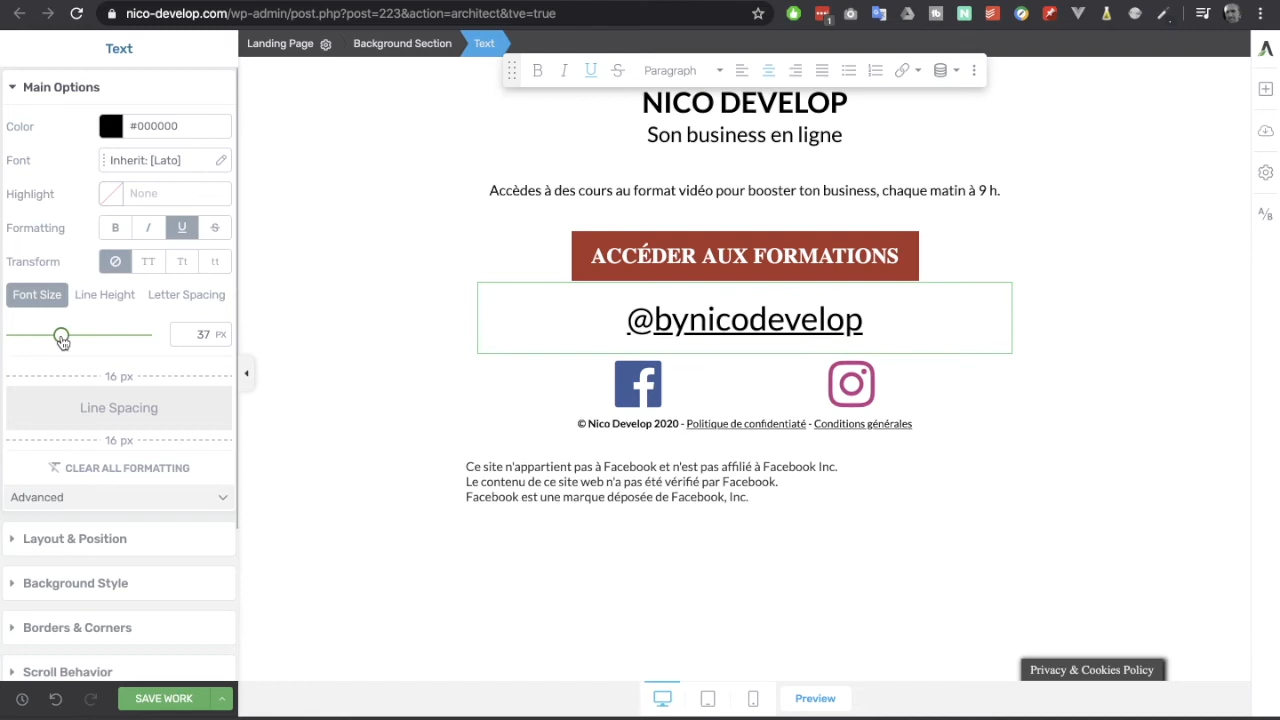 nicodevelop.com/wp-admin/post.php?post=223&action=architect&tve=true
1
Text
Landing Page
Background Section
Text
Paragraph
Main Options
Color
#000000
Font
Inherit: [Lato]
Highlight
None
Formatting
B
I
U
S
Transform
TT
Tt
tt
Font Size
Line Height
Letter Spacing
37 PX
16 px
Line Spacing
16 px
CLEAR ALL FORMATTING
Advanced
Layout & Position
Background Style
Borders & Corners
Scroll Behavior
SAVE WORK
NICO DEVELOP
Son business en ligne
Accèdes à des cours au format vidéo pour booster ton business, chaque matin à 9 h.
ACCÉDER AUX FORMATIONS
@bynicodevelop
© Nico Develop 2020 - Politique de confidentiaté - Conditions générales
Ce site n'appartient pas à Facebook et n'est pas affilié à Facebook Inc.
Le contenu de ce site web n'a pas été vérifié par Facebook.
Facebook est une marque déposée de Facebook, Inc.
Privacy & Cookies Policy
Preview